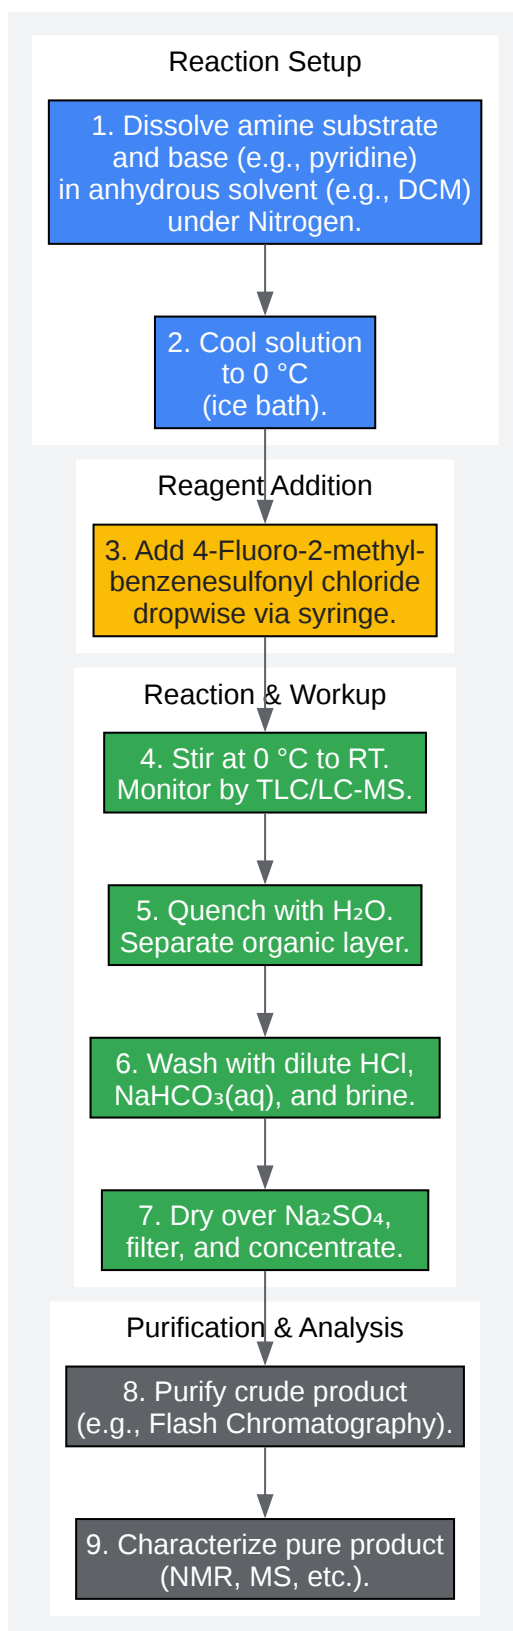 Reaction Setup
1. Dissolve amine substrate
and base (e.g., pyridine)
in anhydrous solvent (e.g., DCM)
under Nitrogen.
2. Cool solution
to 0 °C
(ice bath).
Reagent Addition
3. Add 4-Fluoro-2-methyl-
benzenesulfonyl chloride
dropwise via syringe.
Reaction & Workup
4. Stir at 0 °C to RT.
Monitor by TLC/LC-MS.
5. Quench with H₂O.
Separate organic layer.
6. Wash with dilute HCl,
NaHCO₃(aq), and brine.
7. Dry over Na₂SO₄,
filter, and concentrate.
Purification & Analysis
8. Purify crude product
(e.g., Flash Chromatography).
9. Characterize pure product
(NMR, MS, etc.).